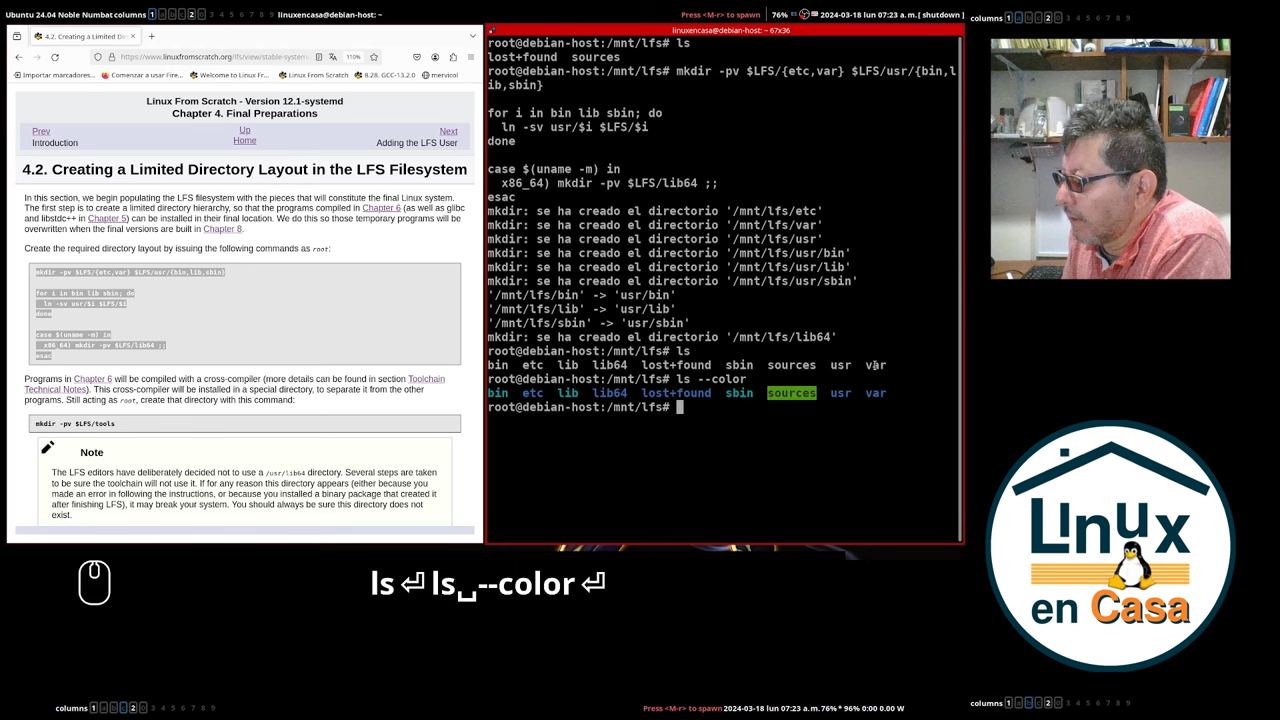 Ubuntu 24.04 Noble Numbat columns 1 a b c 2 0 3 4 5 6 7 8 9 linuxencasa@debian-host: ~
Press <M-r> to spawn 76% 2024-03-18 lun 07:23 a. m. [ shutdown ]
columns 1 a b c 2 0 3 4 5 6 7 8 9
4.2. Creating a Limited Di
https://www.linuxfromscratch.org/lfs/view/stable-system 110%
Importar marcadores... Comenzar a usar Fire... Welcome to Linux Fr... Linux From Scratch 8.28. GCC-13.2.0 mervicol
Linux From Scratch - Version 12.1-systemd
Chapter 4. Final Preparations
Prev Up Next
Introduction Home Adding the LFS User
4.2. Creating a Limited Directory Layout in the LFS Filesystem
In this section, we begin populating the LFS filesystem with the pieces that will constitute the final Linux system.
The first step is to create a limited directory hierarchy, so that the programs compiled in Chapter 6 (as well as glibc
and libstdc++ in Chapter 5) can be installed in their final location. We do this so those temporary programs will be
overwritten when the final versions are built in Chapter 8.
Create the required directory layout by issuing the following commands as root:
mkdir -pv $LFS/{etc,var} $LFS/usr/{bin,lib,sbin}
for i in bin lib sbin; do
ln -sv usr/$i $LFS/$i
done
case $(uname -m) in
x86_64) mkdir -pv $LFS/lib64 ;;
esac
Programs in Chapter 6 will be compiled with a cross-compiler (more details can be found in section Toolchain
Technical Notes). This cross-compiler will be installed in a special directory, to separate it from the other
programs. Still acting as root, create that directory with this command:
mkdir -pv $LFS/tools
Note
The LFS editors have deliberately decided not to use a /usr/lib64 directory. Several steps are taken
to be sure the toolchain will not use it. If for any reason this directory appears (either because you
made an error in following the instructions, or because you installed a binary package that created it
after finishing LFS), it may break your system. You should always be sure this directory does not
exist.
linuxencasa@debian-host: ~ 67x36
root@debian-host:/mnt/lfs# ls
lost+found sources
root@debian-host:/mnt/lfs# mkdir -pv $LFS/{etc,var} $LFS/usr/{bin,l
ib,sbin}
for i in bin lib sbin; do
ln -sv usr/$i $LFS/$i
done
case $(uname -m) in
x86_64) mkdir -pv $LFS/lib64 ;;
esac
mkdir: se ha creado el directorio '/mnt/lfs/etc'
mkdir: se ha creado el directorio '/mnt/lfs/var'
mkdir: se ha creado el directorio '/mnt/lfs/usr'
mkdir: se ha creado el directorio '/mnt/lfs/usr/bin'
mkdir: se ha creado el directorio '/mnt/lfs/usr/lib'
mkdir: se ha creado el directorio '/mnt/lfs/usr/sbin'
'/mnt/lfs/bin' -> 'usr/bin'
'/mnt/lfs/lib' -> 'usr/lib'
'/mnt/lfs/sbin' -> 'usr/sbin'
mkdir: se ha creado el directorio '/mnt/lfs/lib64'
root@debian-host:/mnt/lfs# ls
bin etc lib lib64 lost+found sbin sources usr var
root@debian-host:/mnt/lfs# ls --color
bin etc lib lib64 lost+found sbin sources usr var
root@debian-host:/mnt/lfs#
ls⏎ls␣--color⏎
Linux
en Casa
columns 1 a b c 2 0 3 4 5 6 7 8 9
Press <M-r> to spawn 2024-03-18 lun 07:23 a. m. 76% * 96% 0:00 0.00 W
columns 1 a b c 2 0 3 4 5 6 7 8 9